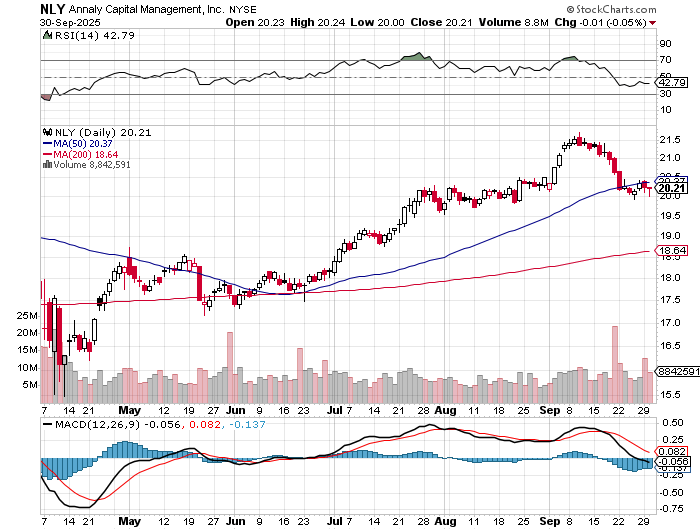 NLY Annaly Capital Management, Inc. NYSE
© StockCharts.com
30-Sep-2025
Open 20.23 High 20.24 Low 20.00 Close 20.21 Volume 8.8M Chg -0.01 (-0.05%)
RSI(14) 42.79
90
70
50
42.79
30
10
NLY (Daily) 20.21
MA(50) 20.37
MA(200) 18.64
Volume 8,842,591
21.5
21.0
20.5
20.37
20.21
20.0
19.5
19.0
18.5
18.64
18.0
17.5
17.0
16.5
15.5
25M
20M
15M
10M
5M
8842591
7 14 21 May 12 19 27 Jun 9 16 23 Jul 7 14 21 28 Aug 11 18 25 Sep 8 15 22 29
MACD(12,26,9) -0.056, 0.082, -0.137
0.50
0.25
0.082
-0.056
-0.137
-0.25
-0.50
-0.75
7 14 21 May 12 19 27 Jun 9 16 23 Jul 7 14 21 28 Aug 11 18 25 Sep 8 15 22 29